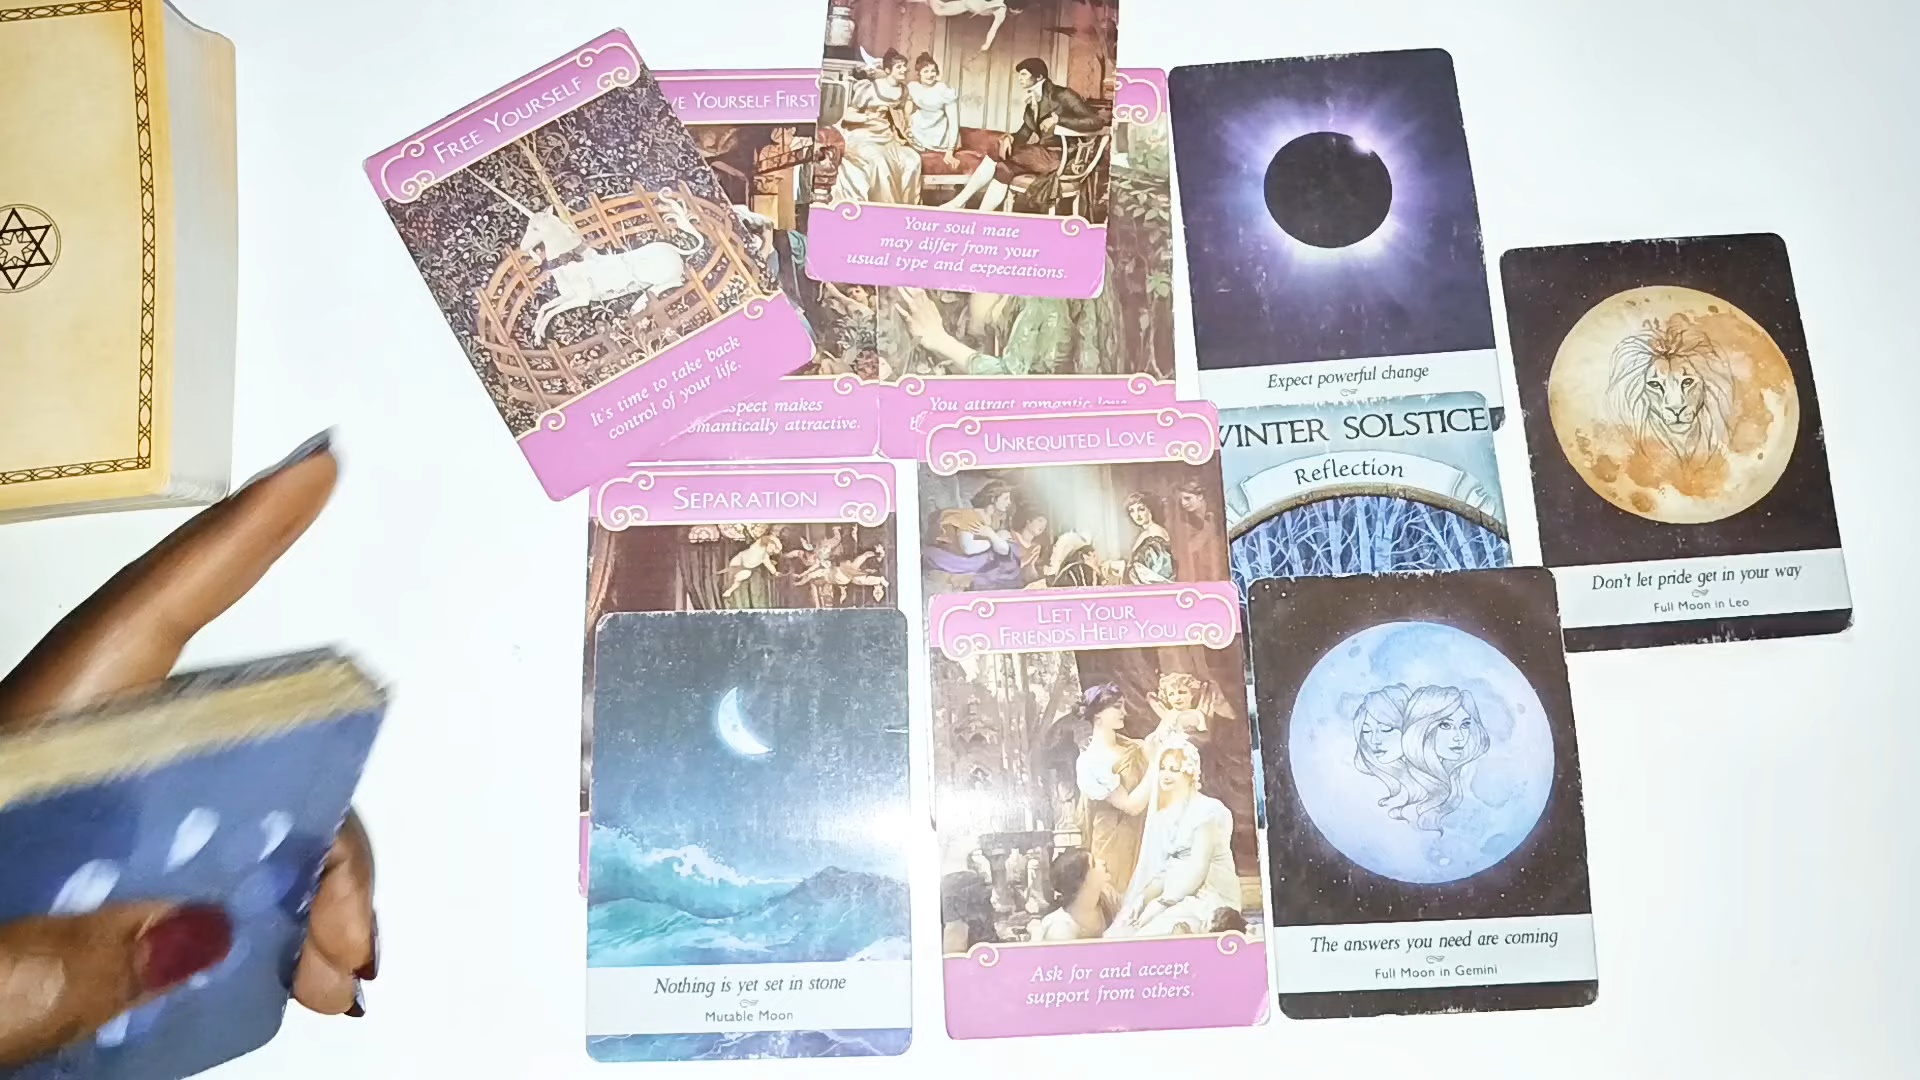 FREE YOURSELF
It's time to take back
control of your life.
YOURSELF FIRST
makes
attractive.
Your soul mate
may differ from your
usual type and expectations.
You attract romantic love
SEPARATION
UNREQUITED LOVE
LET YOUR
FRIENDS HELP YOU
Ask for and accept
support from others.
Nothing is yet set in stone
Mutable Moon
Expect powerful change
WINTER SOLSTICE
Reflection
Don't let pride get in your way
Full Moon in Leo
The answers you need are coming
Full Moon in Gemini